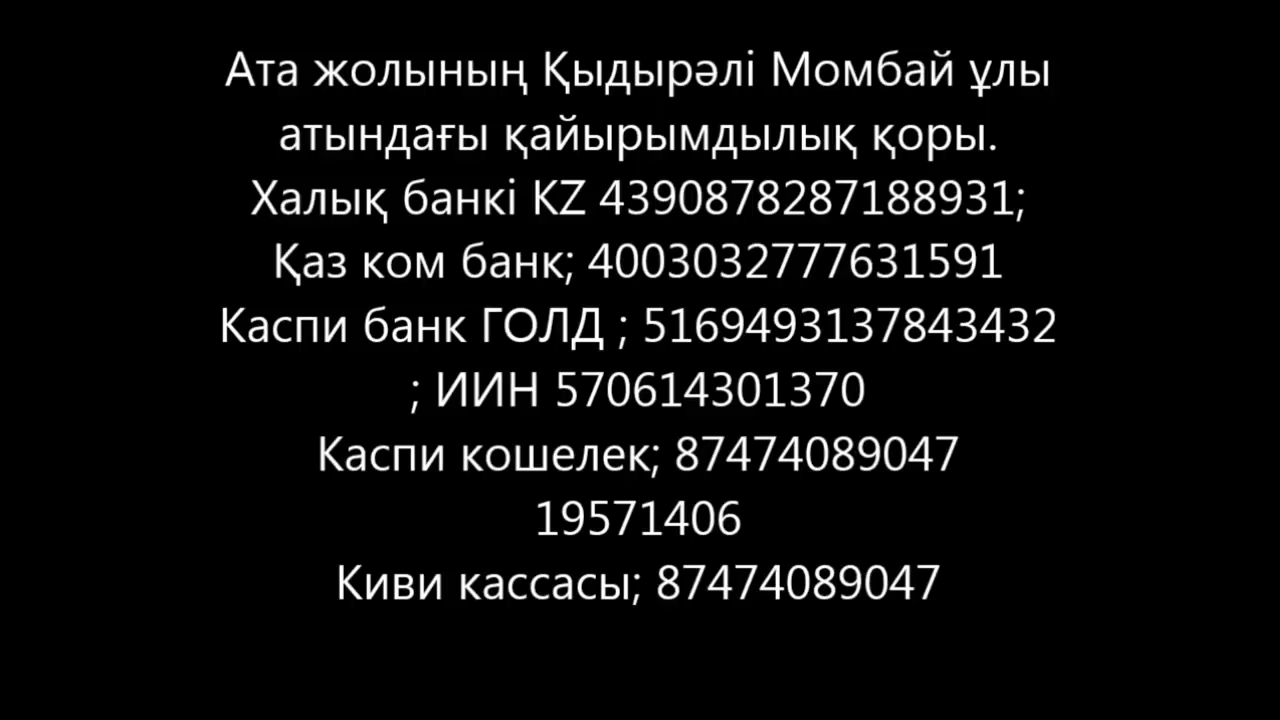 Ата жолының Қыдырәлі Момбай ұлы
атындағы қайырымдылық қоры.
Халық банкі KZ 4390878287188931;
Қаз ком банк; 4003032777631591
Каспи банк ГОЛД ; 5169493137843432
; ИИН 570614301370
Каспи кошелек; 87474089047
19571406
Киви кассасы; 87474089047